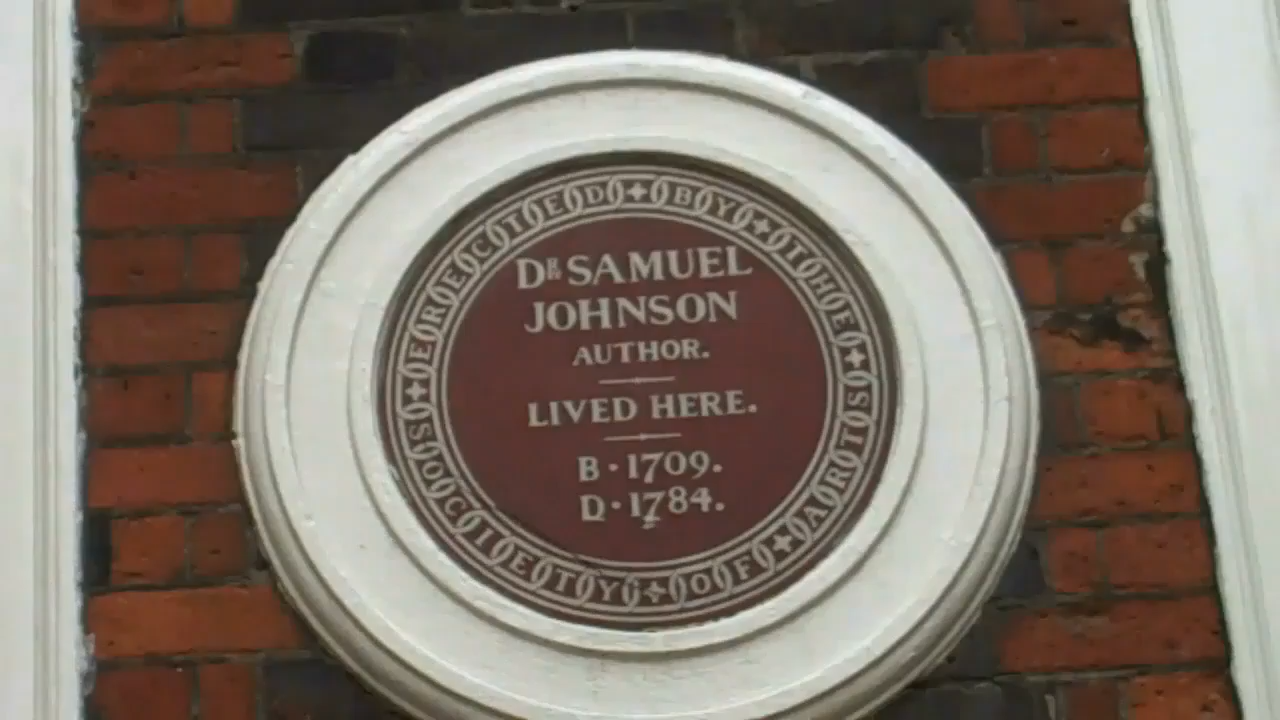 DR SAMUEL
JOHNSON
AUTHOR.
LIVED HERE.
B · 1709.
D · 1784.
ERECTED BY THE SOCIETY OF ARTS